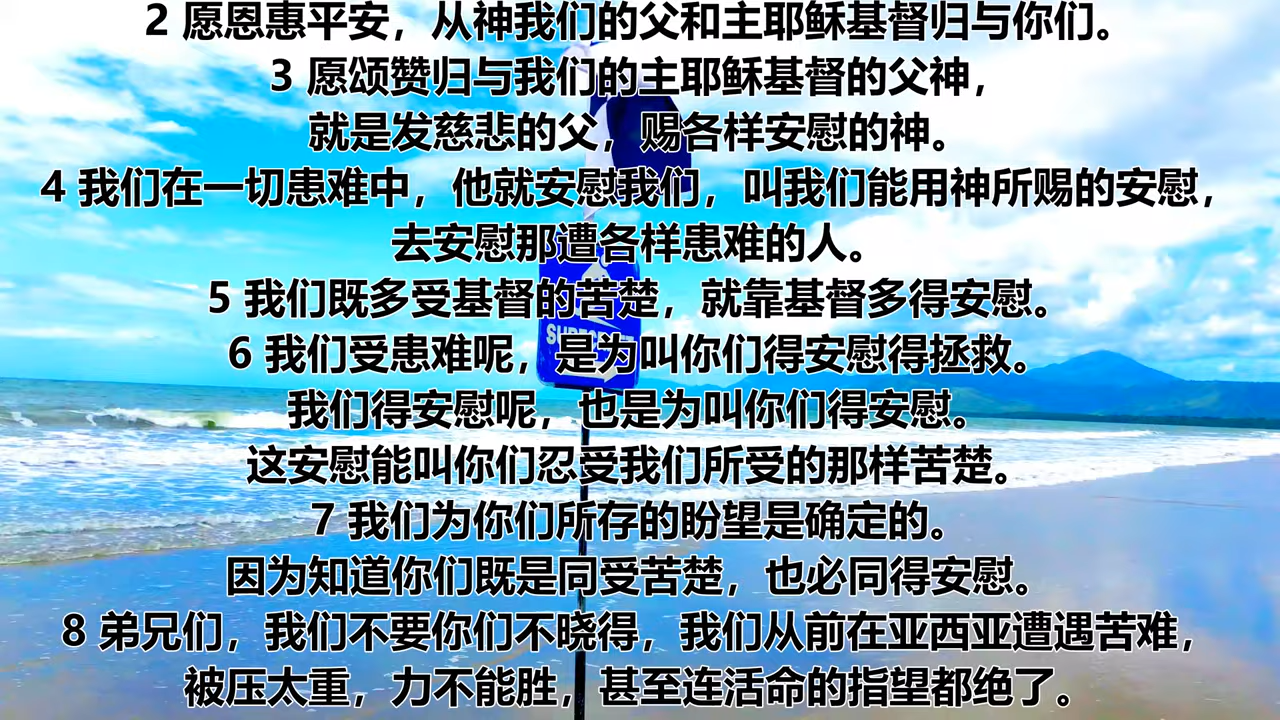 2 愿恩惠平安，从神我们的父和主耶稣基督归与你们。
3 愿颂赞归与我们的主耶稣基督的父神，
就是发慈悲的父，赐各样安慰的神。
4 我们在一切患难中，他就安慰我们，叫我们能用神所赐的安慰，
去安慰那遭各样患难的人。
5 我们既多受基督的苦楚，就靠基督多得安慰。
6 我们受患难呢，是为叫你们得安慰得拯救。
我们得安慰呢，也是为叫你们得安慰。
这安慰能叫你们忍受我们所受的那样苦楚。
7 我们为你们所存的盼望是确定的。
因为知道你们既是同受苦楚，也必同得安慰。
8 弟兄们，我们不要你们不晓得，我们从前在亚西亚遭遇苦难，
被压太重，力不能胜，甚至连活命的指望都绝了。